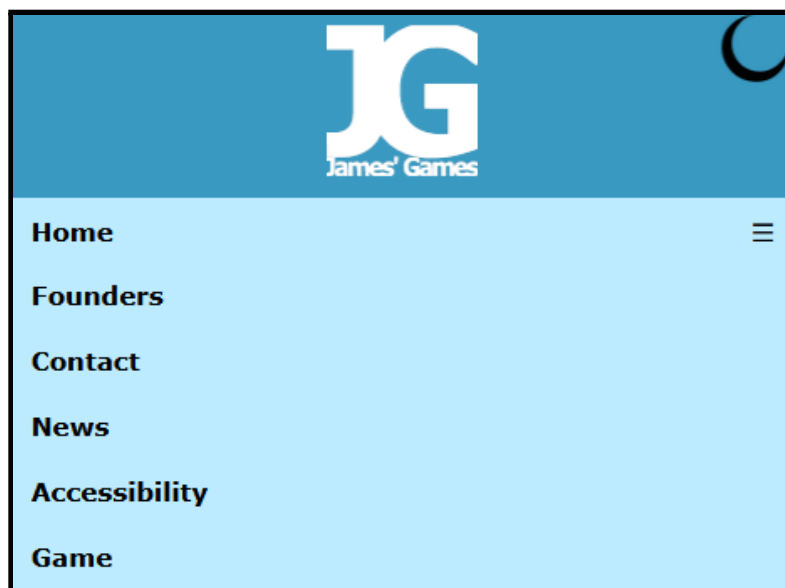 JG
James' Games
Home ☰
Founders
Contact
News
Accessibility
Game